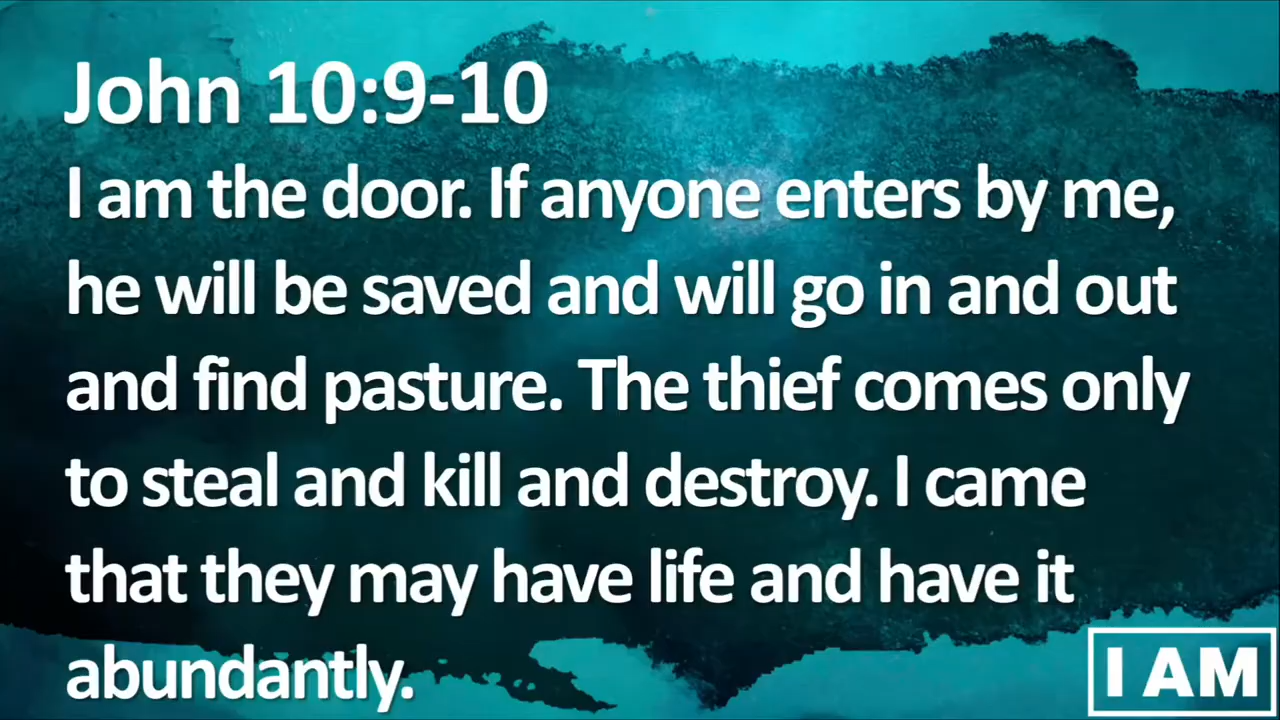 John 10:9-10
I am the door. If anyone enters by me,
he will be saved and will go in and out
and find pasture. The thief comes only
to steal and kill and destroy. I came
that they may have life and have it
abundantly.
I AM